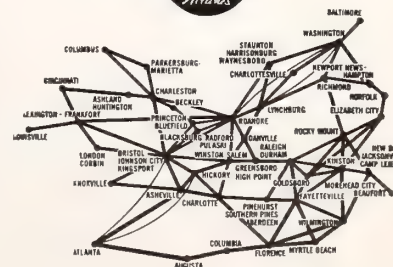 BALTIMORE
WASHINGTON
COLUMBUS
STAUNTON
HARRISONBURG
WAYNESBORO
PARKERSBURG-
MARIETTA
CHARLOTTESVILLE
NEWPORT NEWS-
HAMPTON
RICHMOND
CINCINNATI
CHARLESTON
ASHLAND
HUNTINGTON
BECKLEY
LYNCHBURG
NORFOLK
ELIZABETH CITY
LEXINGTON - FRANKFORT
PRINCETON
BLUEFIELD
ROANOKE
LOUISVILLE
BLACKSBURG RADFORD
PULASKI
DANVILLE
ROCKY MOUNT
LONDON
CORBIN
BRISTOL
JOHNSON CITY
KINGSPORT
WINSTON SALEM
RALEIGH
DURHAM
KINSTON
NEW B
JACKSONV
CAMP LEJE
HICKORY
GREENSBORO
HIGH POINT
GOLDSBORO
MOREHEAD CITY
BEAUFORT
KNOXVILLE
ASHEVILLE
CHARLOTTE
PINEHURST
SOUTHERN PINES
ABERDEEN
FAYETTEVILLE
WILMINGTON
ATLANTA
COLUMBIA
FLORENCE
MYRTLE BEACH
AUGUSTA